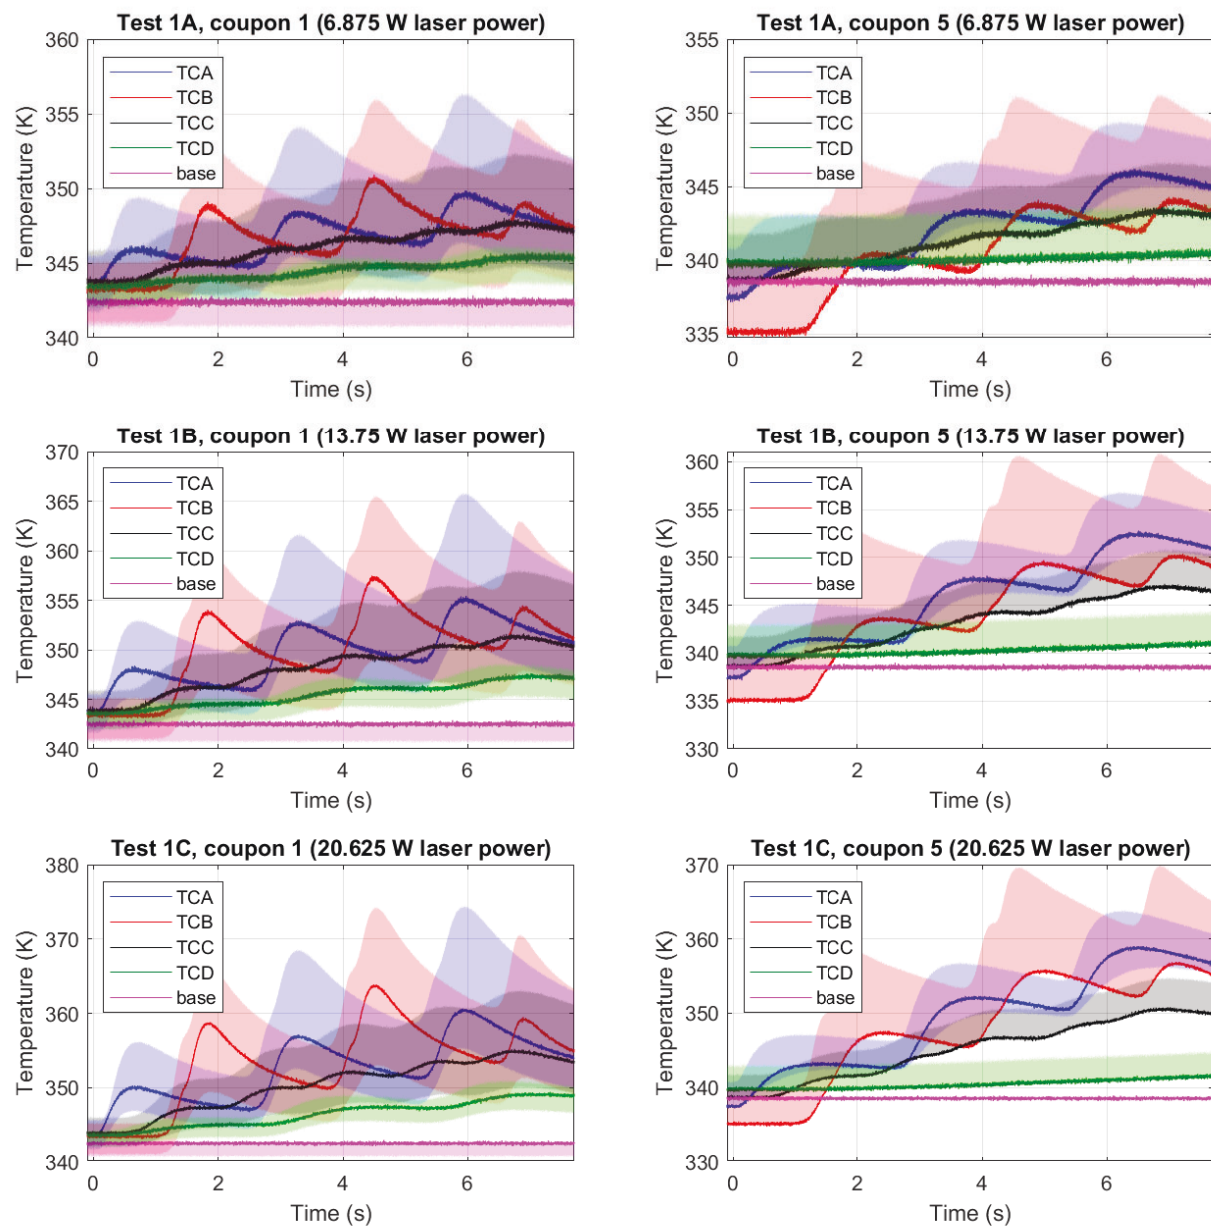 Test 1A, coupon 1 (6.875 W laser power)
360
355
350
345
340
Temperature (K)
TCA
TCB
TCC
TCD
base
0 2 4 6
Time (s)
Test 1A, coupon 5 (6.875 W laser power)
355
350
345
340
335
Temperature (K)
TCA
TCB
TCC
TCD
base
0 2 4 6
Time (s)
Test 1B, coupon 1 (13.75 W laser power)
370
365
360
355
350
345
340
Temperature (K)
TCA
TCB
TCC
TCD
base
0 2 4 6
Time (s)
Test 1B, coupon 5 (13.75 W laser power)
360
355
350
345
340
335
330
Temperature (K)
TCA
TCB
TCC
TCD
base
0 2 4 6
Time (s)
Test 1C, coupon 1 (20.625 W laser power)
380
370
360
350
340
Temperature (K)
TCA
TCB
TCC
TCD
base
0 2 4 6
Time (s)
Test 1C, coupon 5 (20.625 W laser power)
370
360
350
340
330
Temperature (K)
TCA
TCB
TCC
TCD
base
0 2 4 6
Time (s)